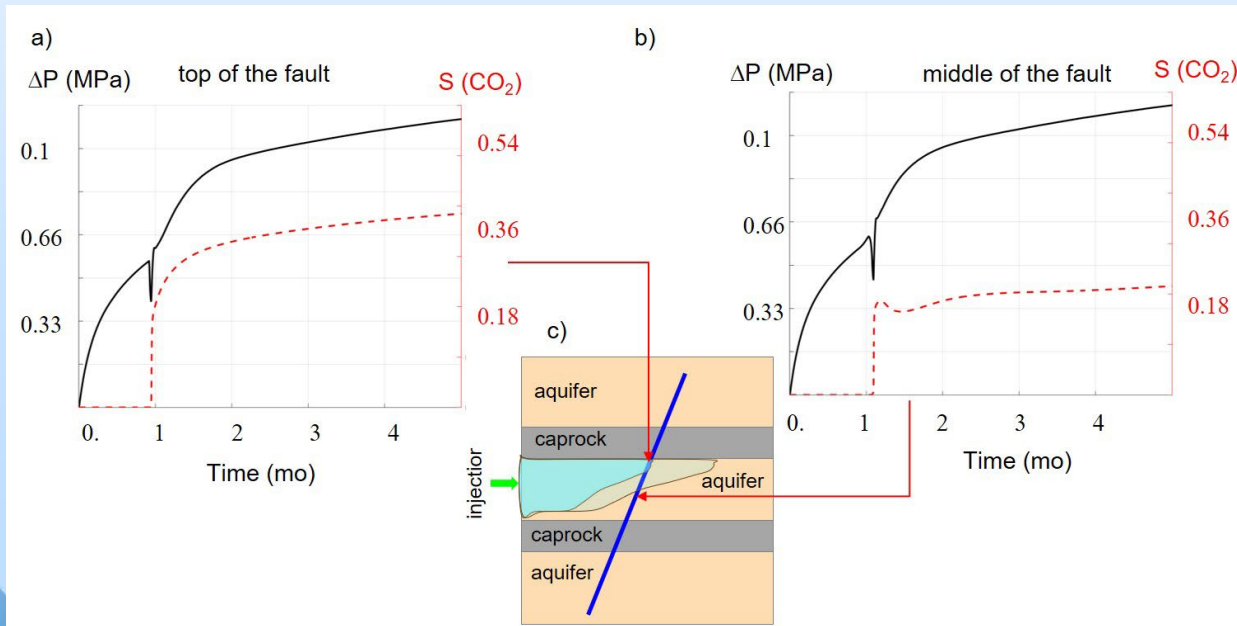 a)
ΔP (MPa)
top of the fault
S (CO₂)
0.1
0.66
0.33
0.54
0.36
0.18
0.
1
2
3
4
Time (mo)
b)
ΔP (MPa)
middle of the fault
S (CO₂)
0.1
0.66
0.33
0.54
0.36
0.18
0.
1
2
3
4
Time (mo)
c)
aquifer
caprock
injectior
aquifer
caprock
aquifer